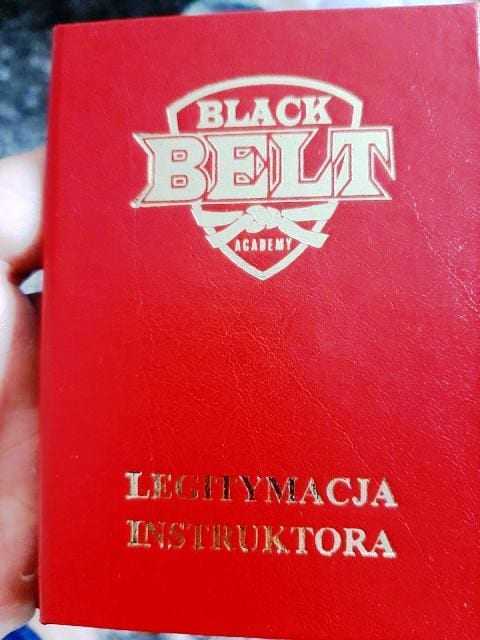 BLACK
BELT
ACADEMY
LEGITYMACJA
INSTRUKTORA